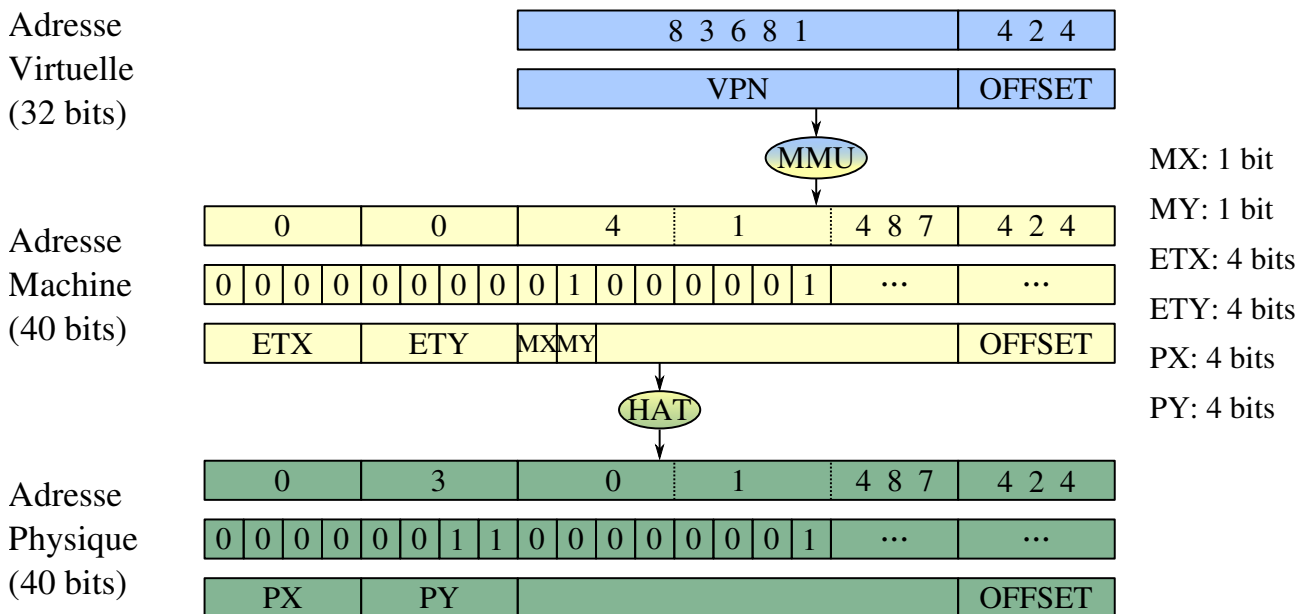 Adresse
Virtuelle
(32 bits)
8 3 6 8 1 4 2 4
VPN OFFSET
MMU
MX: 1 bit
MY: 1 bit
ETX: 4 bits
ETY: 4 bits
PX: 4 bits
PY: 4 bits
Adresse
Machine
(40 bits)
0 0 4 1 4 8 7 4 2 4
0 0 0 0 0 0 0 0 0 1 0 0 0 0 0 1 ... ...
ETX ETY MX MY OFFSET
HAT
Adresse
Physique
(40 bits)
0 3 0 1 4 8 7 4 2 4
0 0 0 0 0 0 1 1 0 0 0 0 0 0 0 1 ... ...
PX PY OFFSET